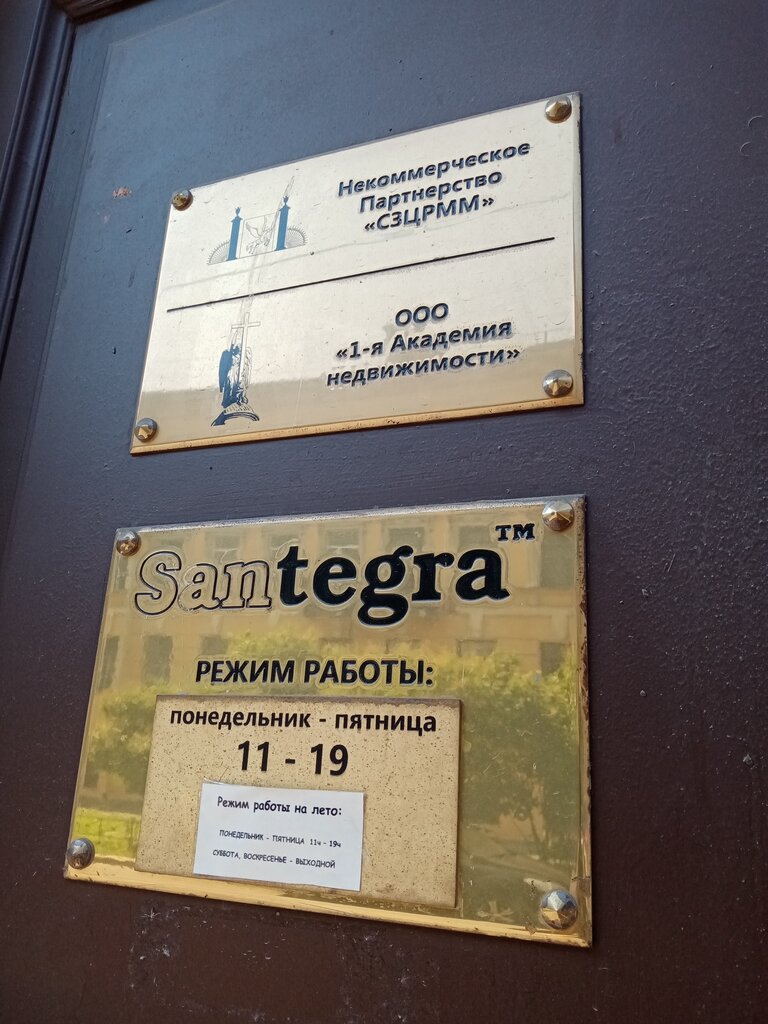 Некоммерческое
Партнерство
«СЗЦРММ»
ООО
«1-я Академия
недвижимости»
Santegra™
РЕЖИМ РАБОТЫ:
понедельник - пятница
11 - 19
Режим работы на лето:
ПОНЕДЕЛЬНИК - ПЯТНИЦА 11ч - 19ч
СУББОТА, ВОСКРЕСЕНЬЕ - ВЫХОДНОЙ